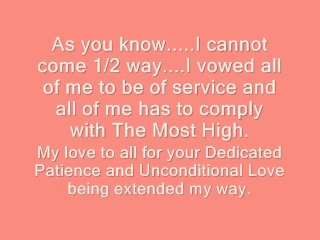 As you know.....I cannot
come 1/2 way....I vowed all
of me to be of service and
all of me has to comply
with The Most High.
My love to all for your Dedicated
Patience and Unconditional Love
being extended my way.